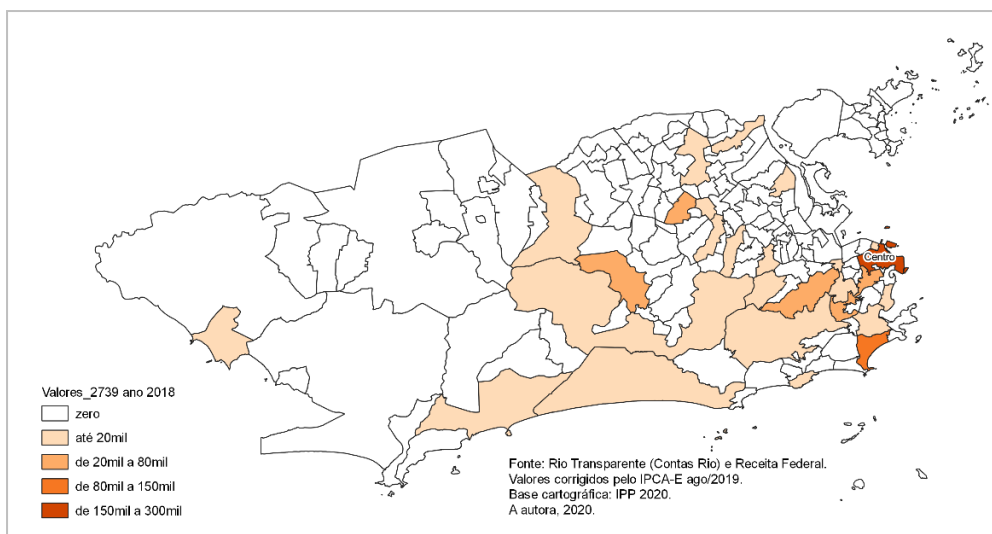 Centro
Valores_2739 ano 2018
zero
até 20mil
de 20mil a 80mil
de 80mil a 150mil
de 150mil a 300mil
Fonte: Rio Transparente (Contas Rio) e Receita Federal.
Valores corrigidos pelo IPCA-E ago/2019.
Base cartográfica: IPP 2020.
A autora, 2020.